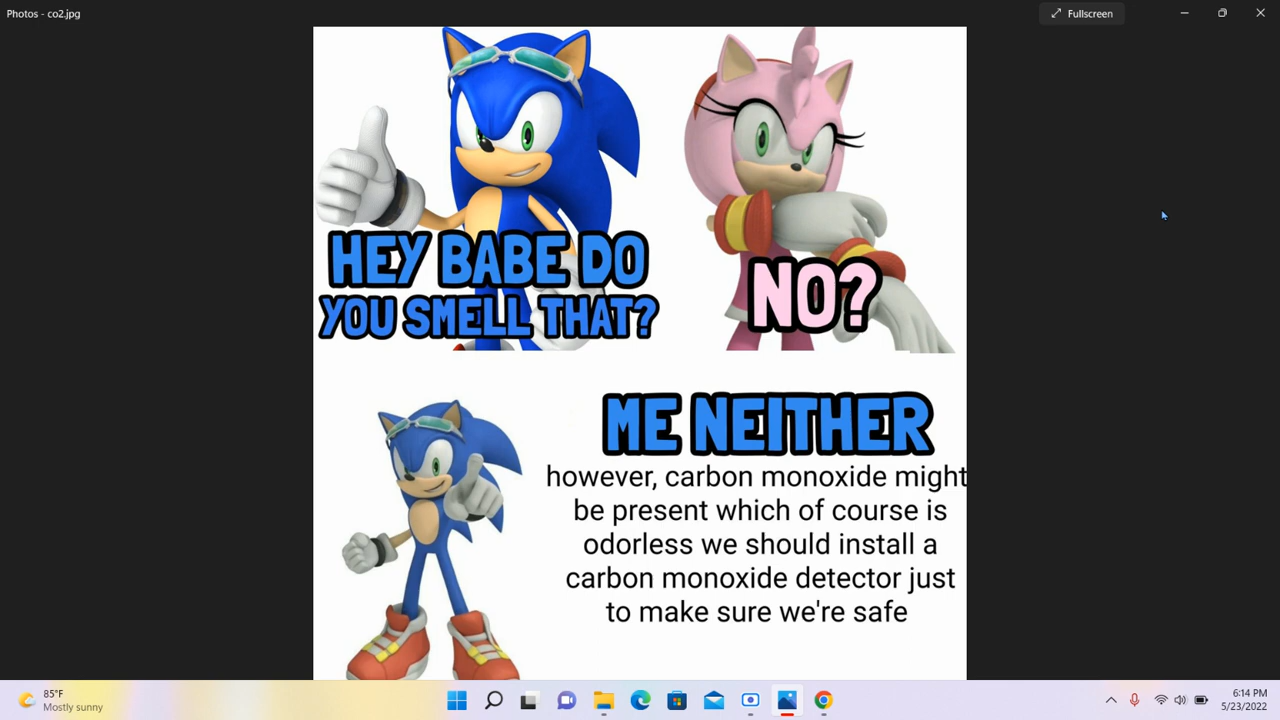 Photos - co2.jpg
Fullscreen
HEY BABE DO
YOU SMELL THAT?
NO?
ME NEITHER
however, carbon monoxide might
be present which of course is
odorless we should install a
carbon monoxide detector just
to make sure we're safe
85°F
Mostly sunny
6:14 PM
5/23/2022